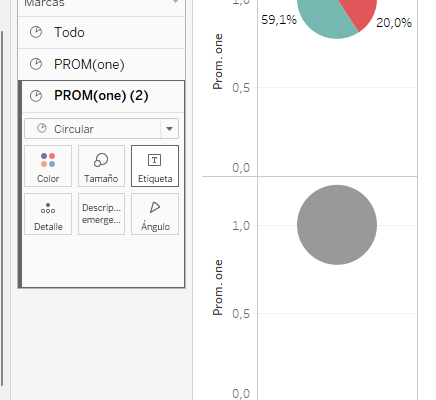 Marcas
Todo
PROM(one)
PROM(one) (2)
Circular
Color
Tamaño
Etiqueta
Detalle
Descrip...
emerge...
Ángulo
1,0
59,1%
20,0%
Prom. one
0,5
0,0
1,0
Prom. one
0,5
0,0